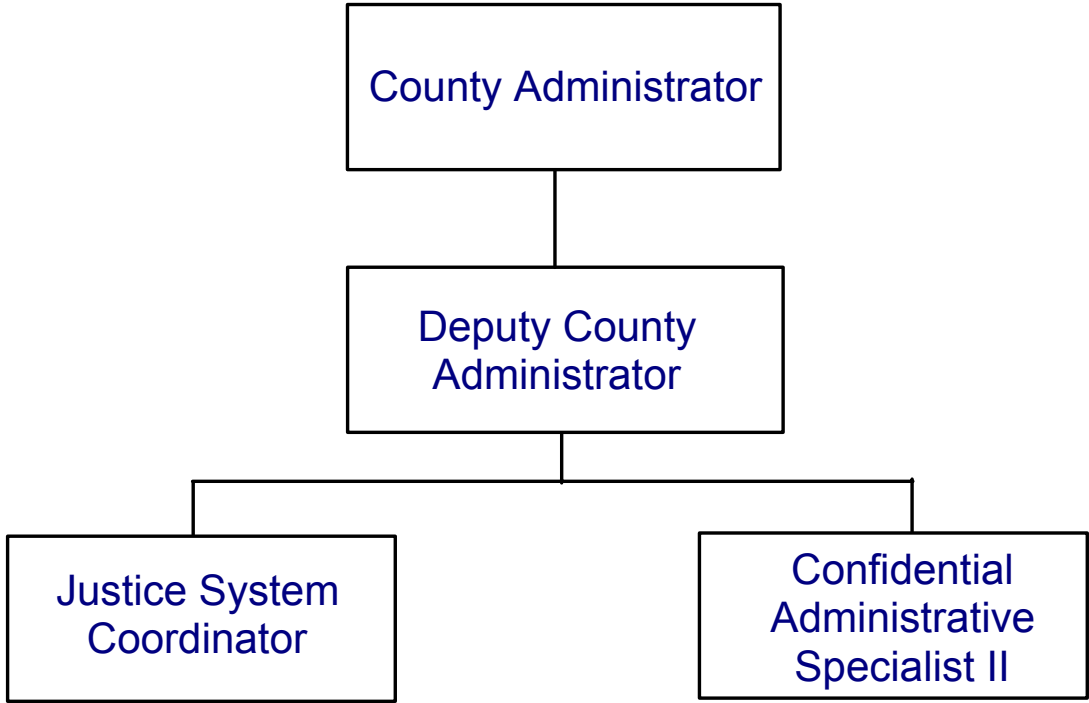 County Administrator
Deputy County
Administrator
Justice System
Coordinator
Confidential
Administrative
Specialist II